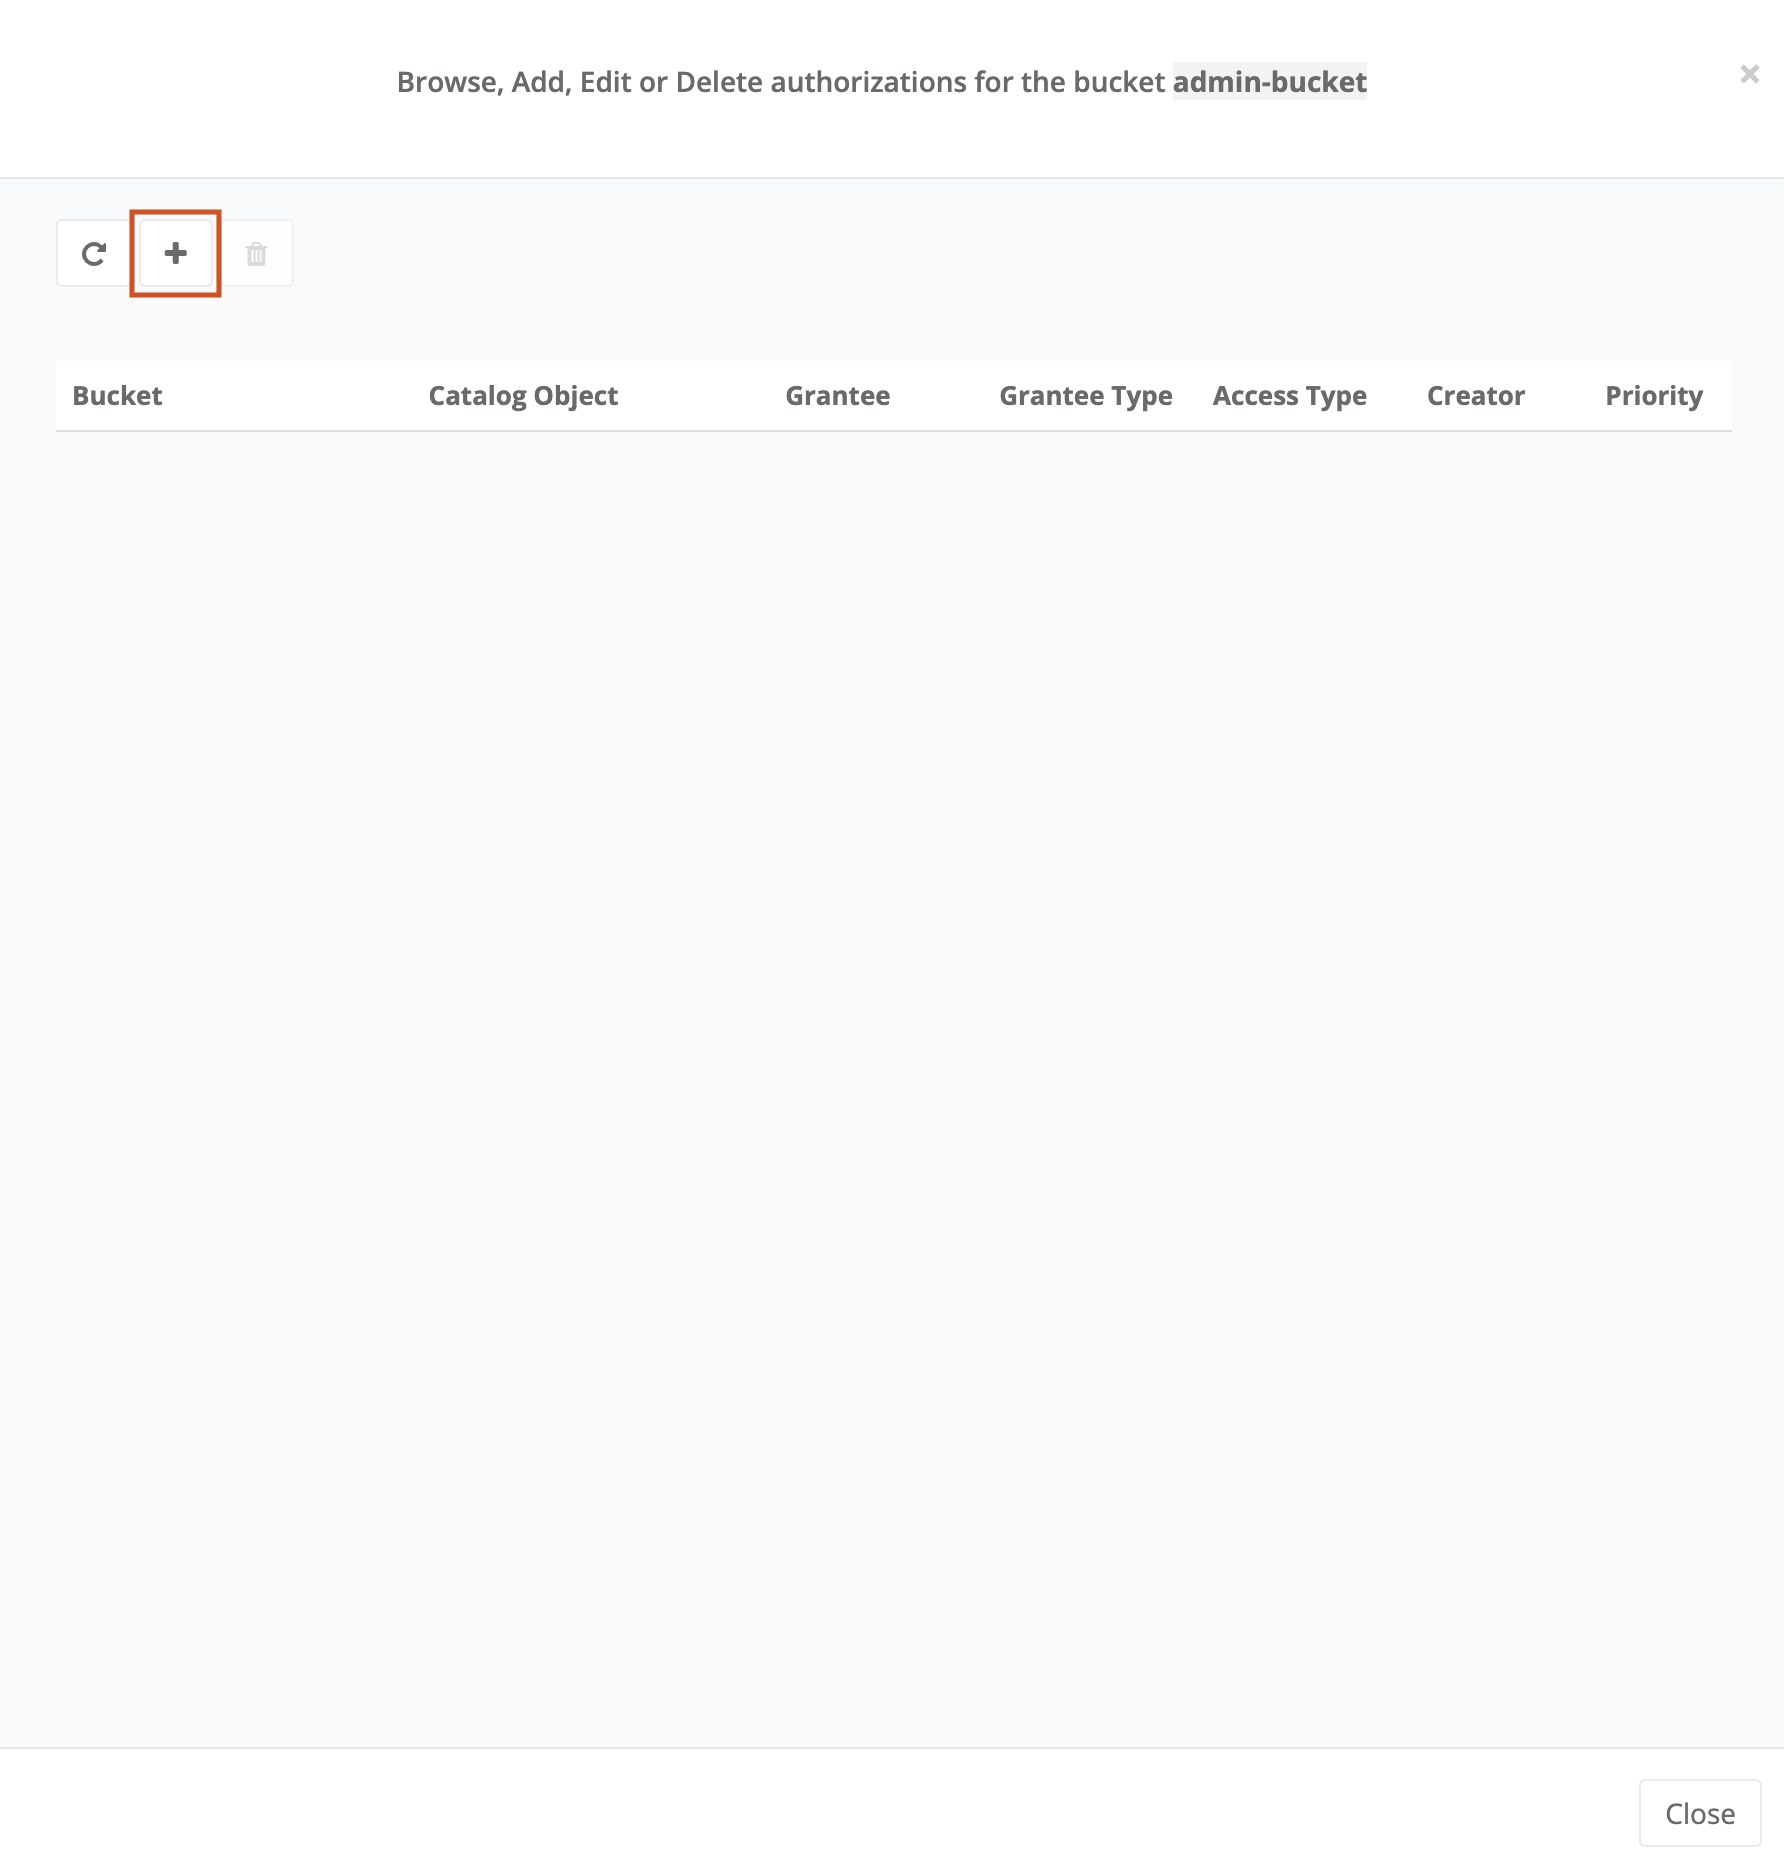 Browse, Add, Edit or Delete authorizations for the bucket admin-bucket
Bucket Catalog Object Grantee Grantee Type Access Type Creator Priority
Close